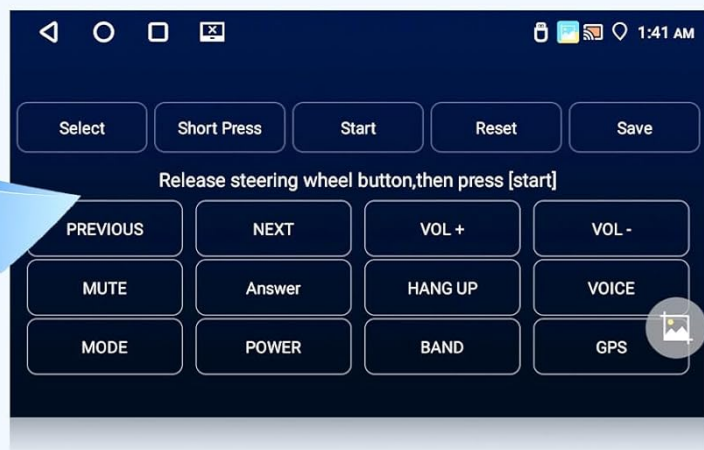 1:41 AM
Select Short Press Start Reset Save
Release steering wheel button,then press [start]
PREVIOUS NEXT VOL + VOL -
MUTE Answer HANG UP VOICE
MODE POWER BAND GPS